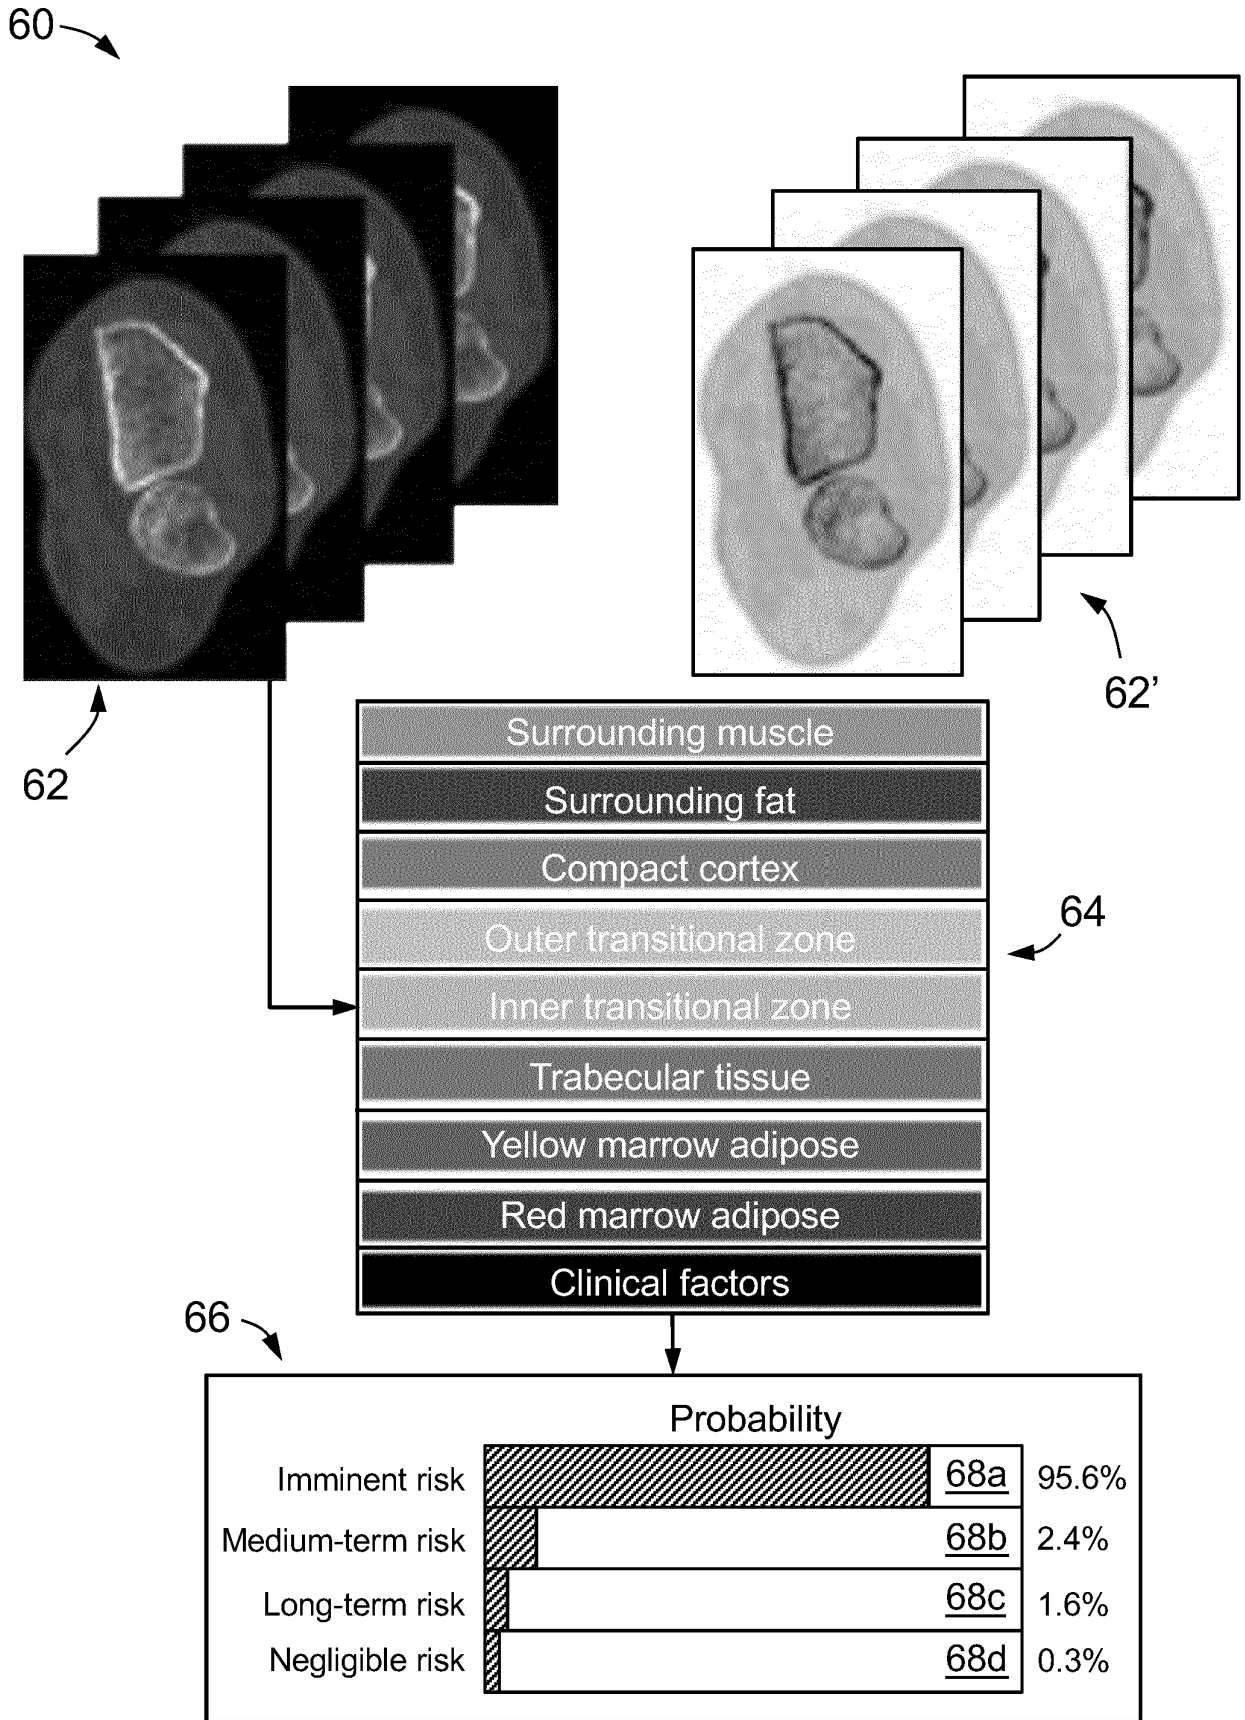 60
62
62’
Surrounding muscle
Surrounding fat
Compact cortex
Outer transitional zone
64
Inner transitional zone
Trabecular tissue
Yellow marrow adipose
Red marrow adipose
Clinical factors
66
Probability
Imminent risk 68a 95.6%
Medium-term risk 68b 2.4%
Long-term risk 68c 1.6%
Negligible risk 68d 0.3%